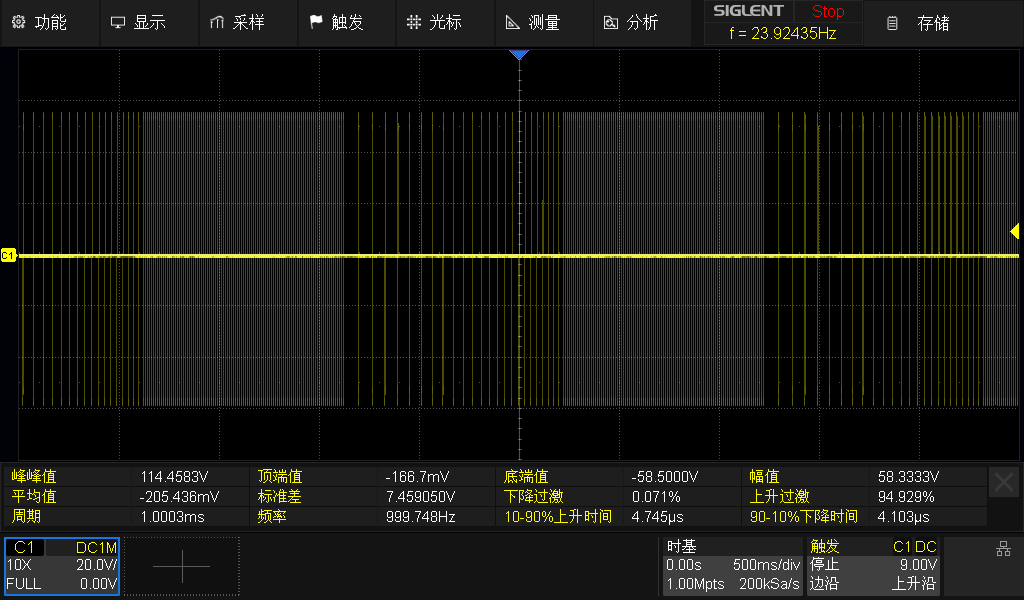 功能 显示 采样 触发 光标 测量 分析 SIGLENT Stop 存储
f = 23.92435Hz
C1
峰峰值 114.4583V 顶端值 -166.7mV 底端值 -58.5000V 幅值 58.3333V
平均值 -205.436mV 标准差 7.459050V 下降过激 0.071% 上升过激 94.929%
周期 1.0003ms 频率 999.748Hz 10-90%上升时间 4.745μs 90-10%下降时间 4.103μs
C1 DC1M
10X 20.0V/
FULL 0.00V
时基
0.00s 500ms/div
1.00Mpts 200kSa/s
触发 C1 DC
停止 9.00V
边沿 上升沿